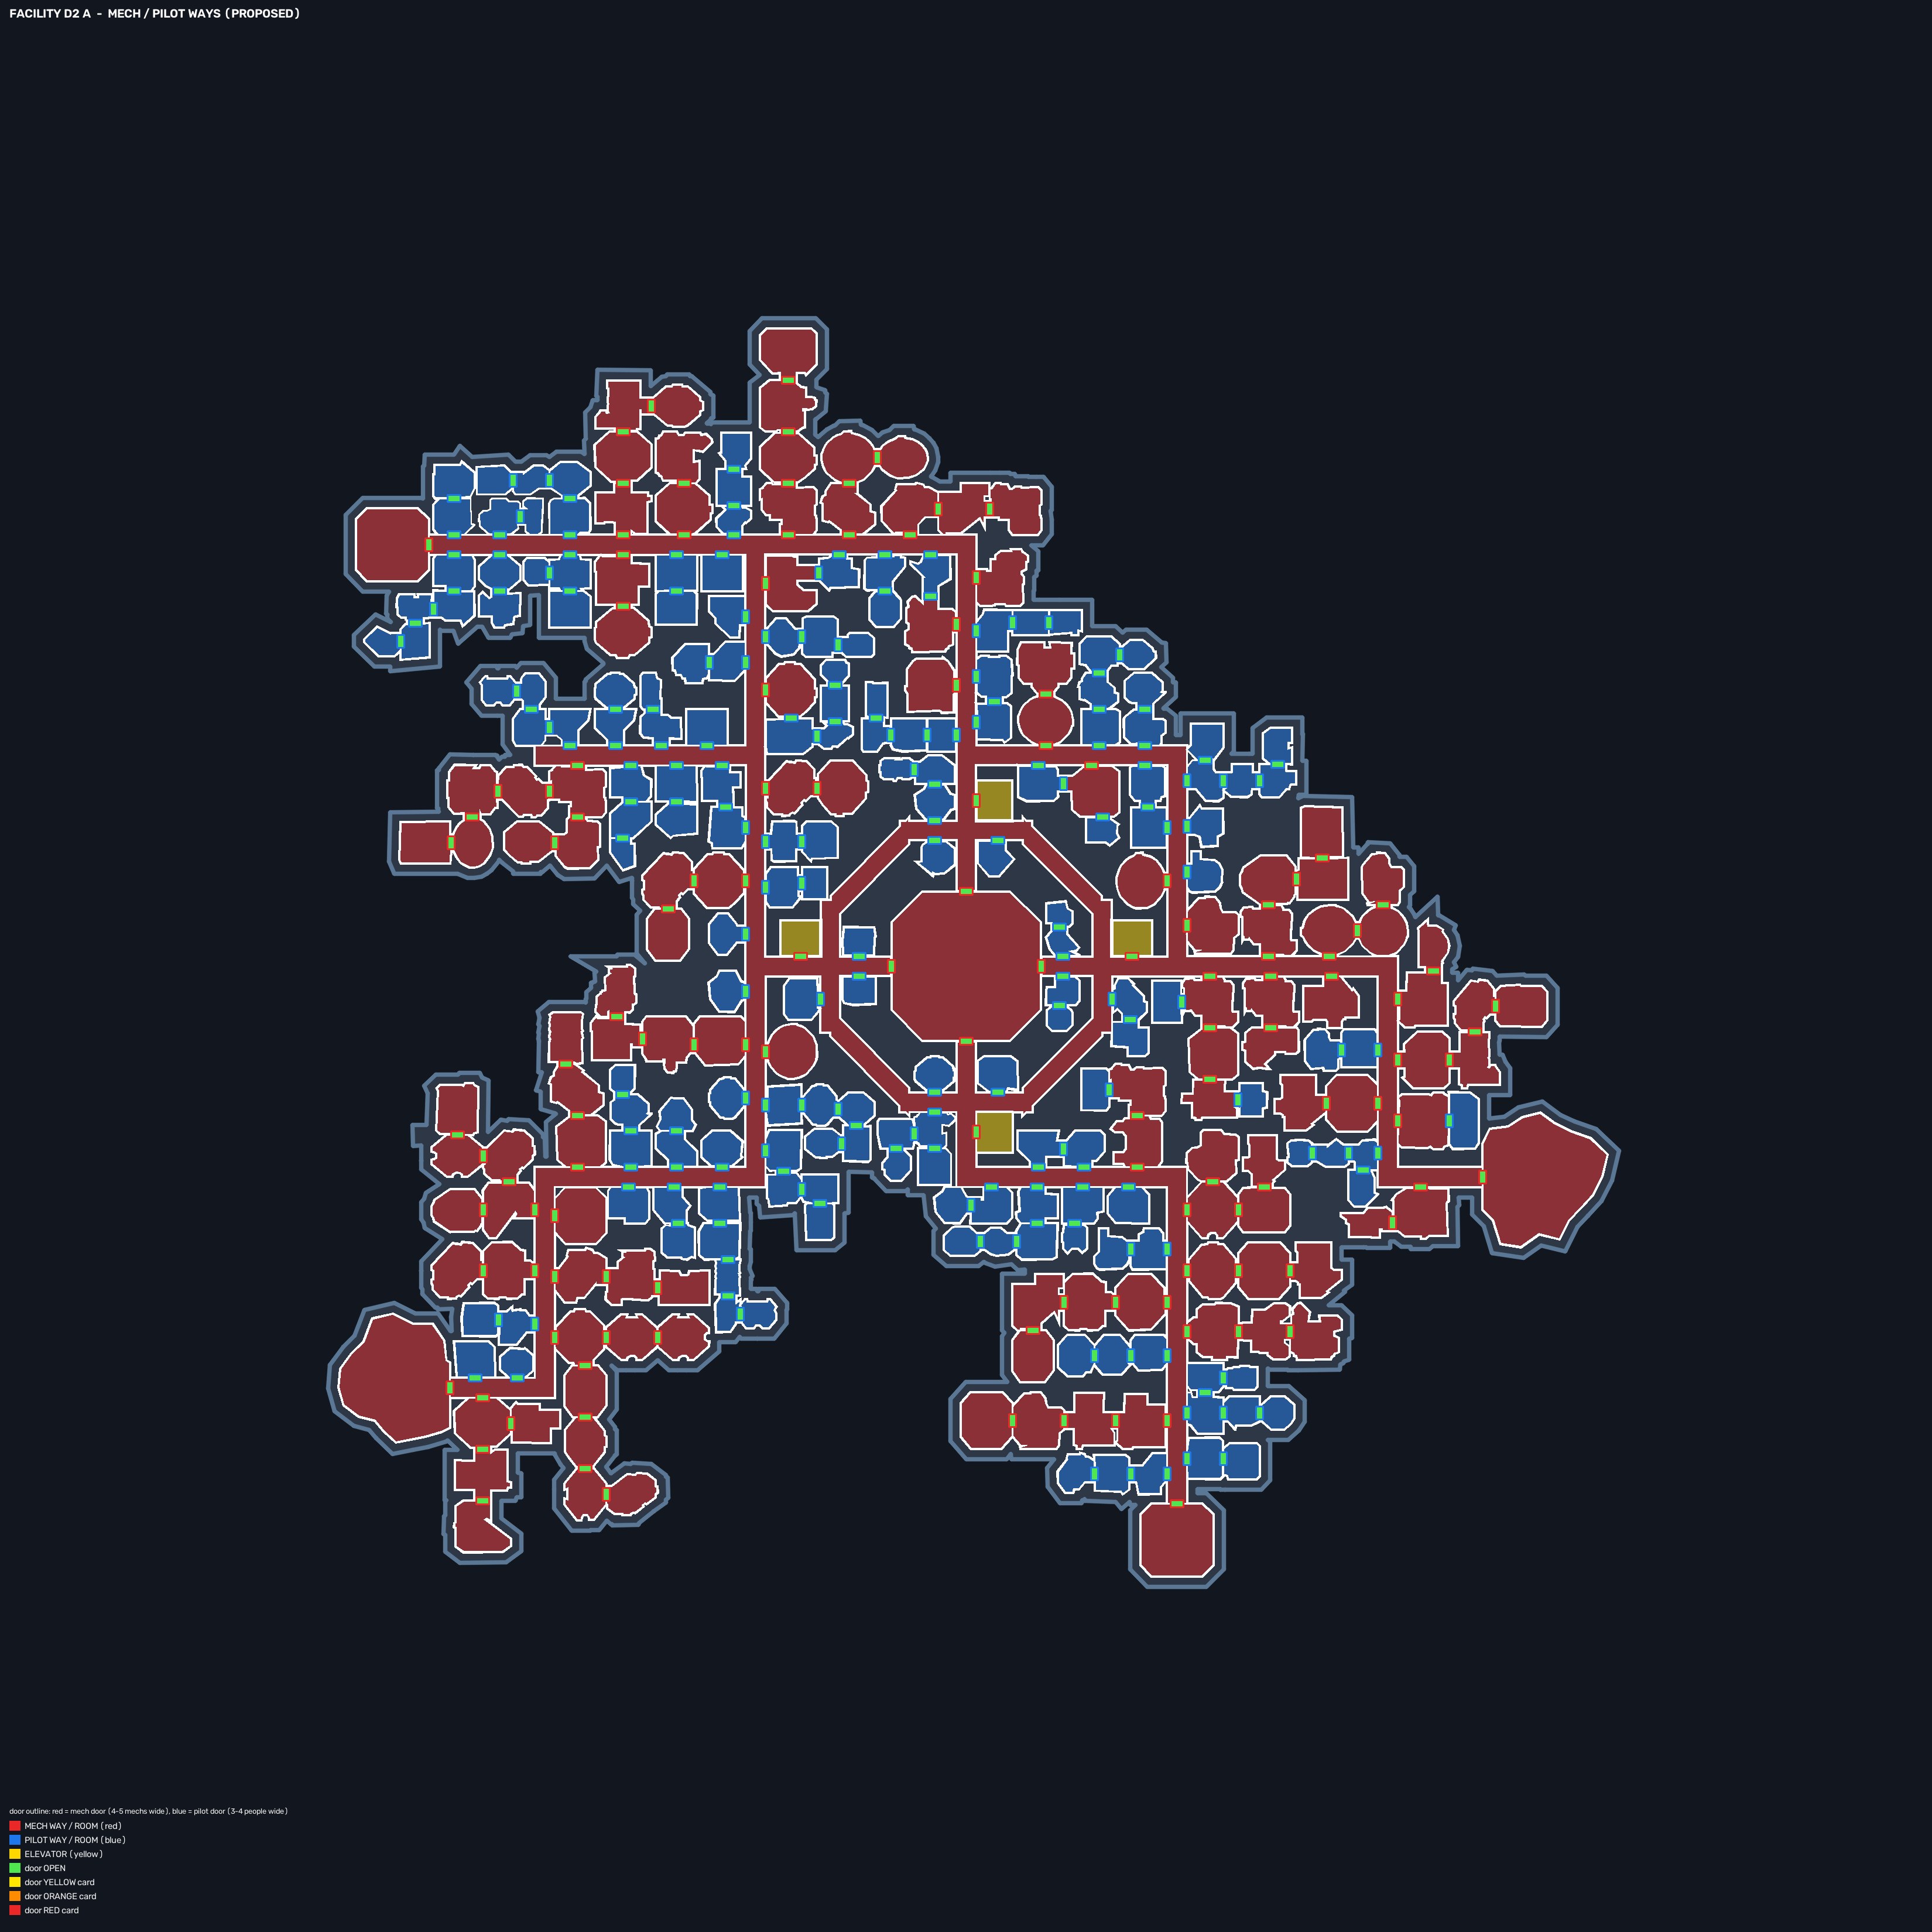 FACILITY D2 A - MECH / PILOT WAYS (PROPOSED)
door outline: red = mech door (4-5 mechs wide), blue = pilot door (3-4 people wide)
MECH WAY / ROOM (red)
PILOT WAY / ROOM (blue)
ELEVATOR (yellow)
door OPEN
door YELLOW card
door ORANGE card
door RED card